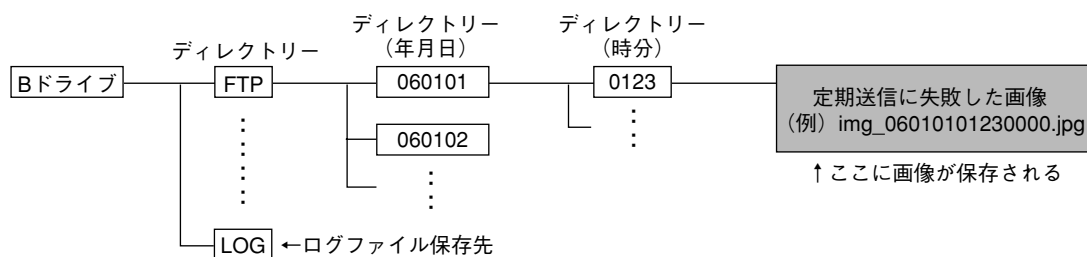 ディレクトリー
ディレクトリー
(年月日)
ディレクトリー
(時分)
Bドライブ
FTP
060101
0123
定期送信に失敗した画像
(例)img_06010101230000.jpg
060102
↑ここに画像が保存される
LOG
←ログファイル保存先